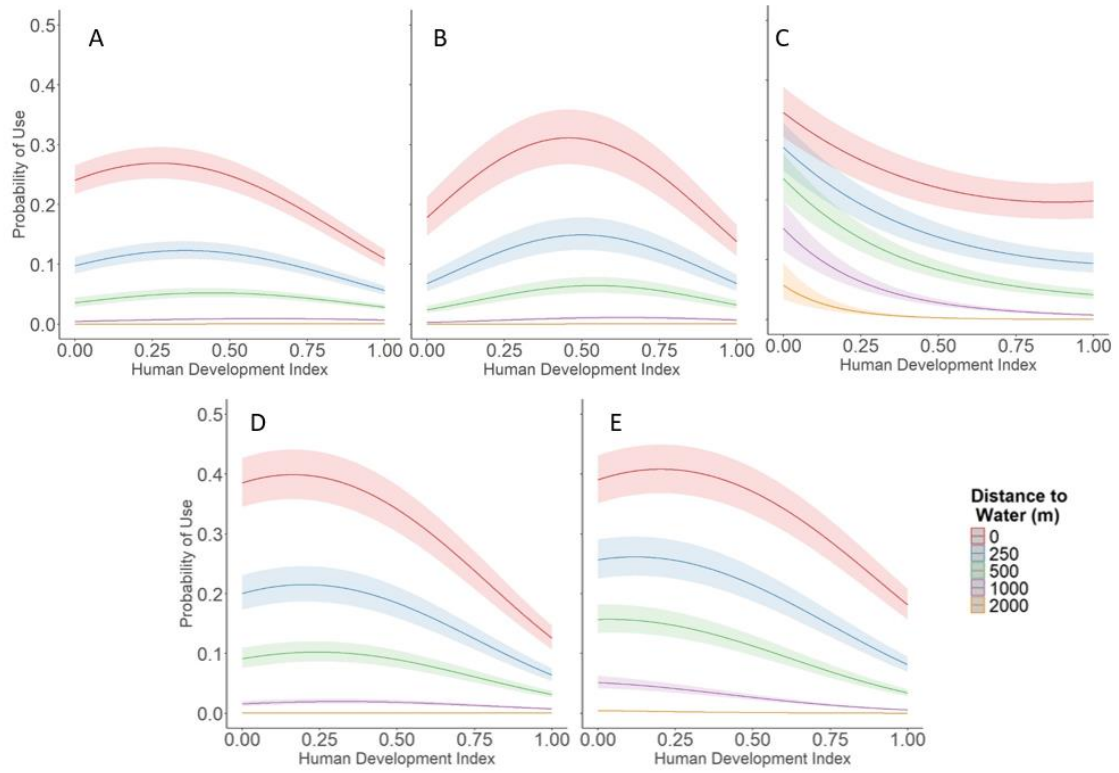 A
B
C
Probability of Use
0.5
0.4
0.3
0.2
0.1
0.0
0.00 0.25 0.50 0.75 1.00
0.00 0.25 0.50 0.75 1.00
0.00 0.25 0.50 0.75 1.00
Human Development Index
Human Development Index
Human Development Index
D
E
Probability of Use
0.5
0.4
0.3
0.2
0.1
0.0
0.00 0.25 0.50 0.75 1.00
0.00 0.25 0.50 0.75 1.00
Human Development Index
Human Development Index
Distance to
Water (m)
0
250
500
1000
2000